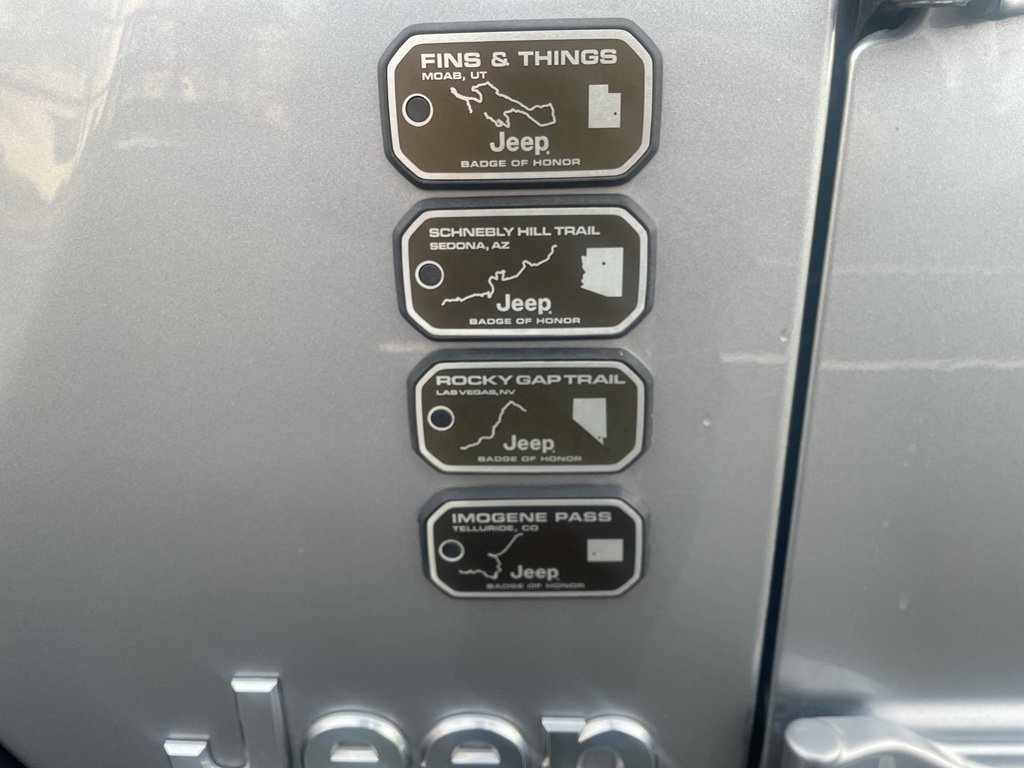 FINS & THINGS
MOAB, UT
Jeep
BADGE OF HONOR
SCHNEBLY HILL TRAIL
SEDONA, AZ
Jeep
BADGE OF HONOR
ROCKY GAP TRAIL
LAS VEGAS, NV
Jeep
BADGE OF HONOR
IMOGENE PASS
TELLURIDE, CO
Jeep
BADGE OF HONOR
Jeep